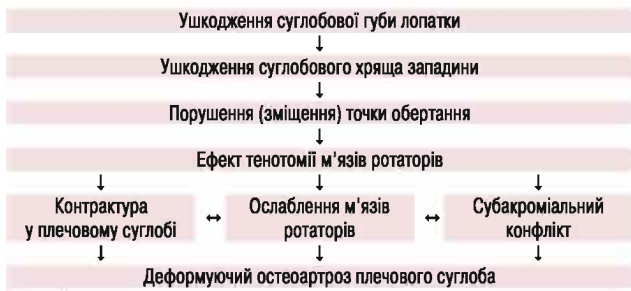 Ушкодження суглобової губи лопатки
↓
Ушкодження суглобового хряща западини
↓
Порушення (зміщення) точки обертання
↓
Ефект тенотомії м'язів ротаторів
↓ ↓ ↓
Контрактура
у плечовому суглобі
↔
Ослаблення м'язів
ротаторів
↔
Субакроміальний
конфлікт
↓ ↓ ↓
Деформуючий остеоартроз плечового суглоба